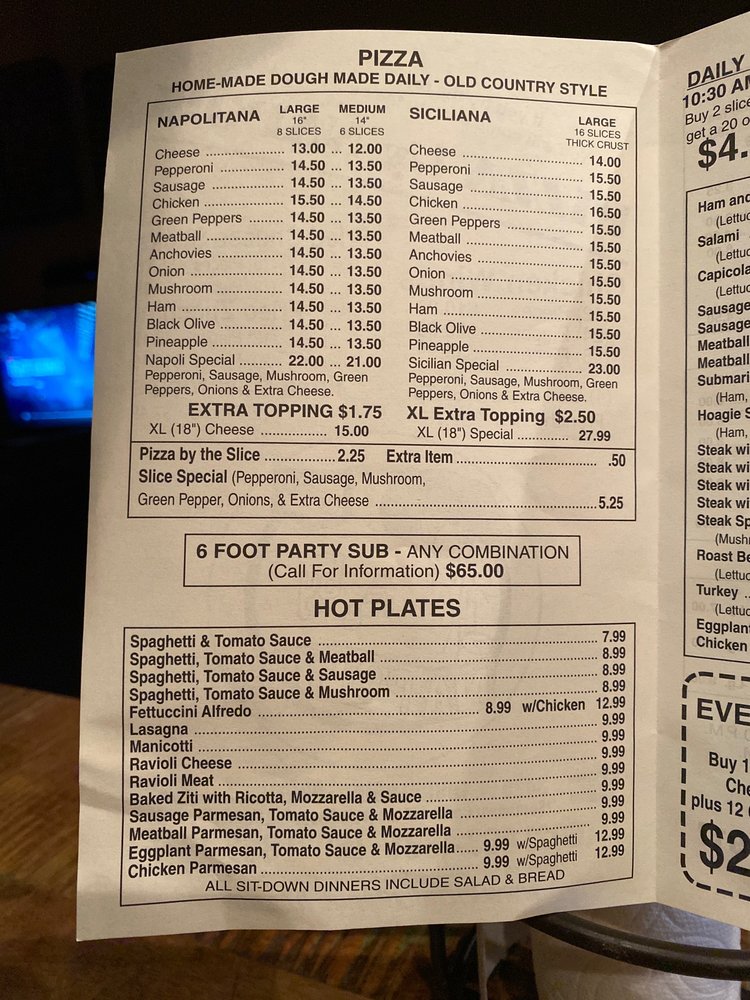 PIZZA
HOME-MADE DOUGH MADE DAILY - OLD COUNTRY STYLE
NAPOLITANA LARGE 16" 8 SLICES MEDIUM 14" 6 SLICES
Cheese 13.00 ... 12.00
Pepperoni 14.50 ... 13.50
Sausage 14.50 ... 13.50
Chicken 15.50 ... 14.50
Green Peppers 14.50 ... 13.50
Meatball 14.50 ... 13.50
Anchovies 14.50 ... 13.50
Onion 14.50 ... 13.50
Mushroom 14.50 ... 13.50
Ham 14.50 ... 13.50
Black Olive 14.50 ... 13.50
Pineapple 14.50 ... 13.50
Napoli Special 22.00 ... 21.00
Pepperoni, Sausage, Mushroom, Green
Peppers, Onions & Extra Cheese.
EXTRA TOPPING $1.75
XL (18") Cheese 15.00
SICILIANA LARGE 16 SLICES THICK CRUST
Cheese 14.00
Pepperoni 15.50
Sausage 15.50
Chicken 16.50
Green Peppers 15.50
Meatball 15.50
Anchovies 15.50
Onion 15.50
Mushroom 15.50
Ham 15.50
Black Olive 15.50
Pineapple 15.50
Sicilian Special 23.00
Pepperoni, Sausage, Mushroom, Green
Peppers, Onions & Extra Cheese.
XL Extra Topping $2.50
XL (18") Special 27.99
Pizza by the Slice 2.25 Extra Item .50
Slice Special (Pepperoni, Sausage, Mushroom,
Green Pepper, Onions, & Extra Cheese 5.25
6 FOOT PARTY SUB - ANY COMBINATION
(Call For Information) $65.00
HOT PLATES
Spaghetti & Tomato Sauce 7.99
Spaghetti, Tomato Sauce & Meatball 8.99
Spaghetti, Tomato Sauce & Sausage 8.99
Spaghetti, Tomato Sauce & Mushroom 8.99
Fettuccini Alfredo 8.99 w/Chicken 12.99
Lasagna 9.99
Manicotti 9.99
Ravioli Cheese 9.99
Ravioli Meat 9.99
Baked Ziti with Ricotta, Mozzarella & Sauce 9.99
Sausage Parmesan, Tomato Sauce & Mozzarella 9.99
Meatball Parmesan, Tomato Sauce & Mozzarella 9.99
Eggplant Parmesan, Tomato Sauce & Mozzarella 9.99 w/Spaghetti 12.99
Chicken Parmesan 9.99 w/Spaghetti 12.99
ALL SIT-DOWN DINNERS INCLUDE SALAD & BREAD
DAILY
10:30 AM
Buy 2
get a 20
$4.
Ham and
Salami
Sausage
Sausage
Meatball
Meatball
(Ham,
Hoagie
(Ham,
Steak
Steak
Steak
Steak
Steak
Roast
Turkey
Eggplant
Chicken
Buy 1
plus 12
$2